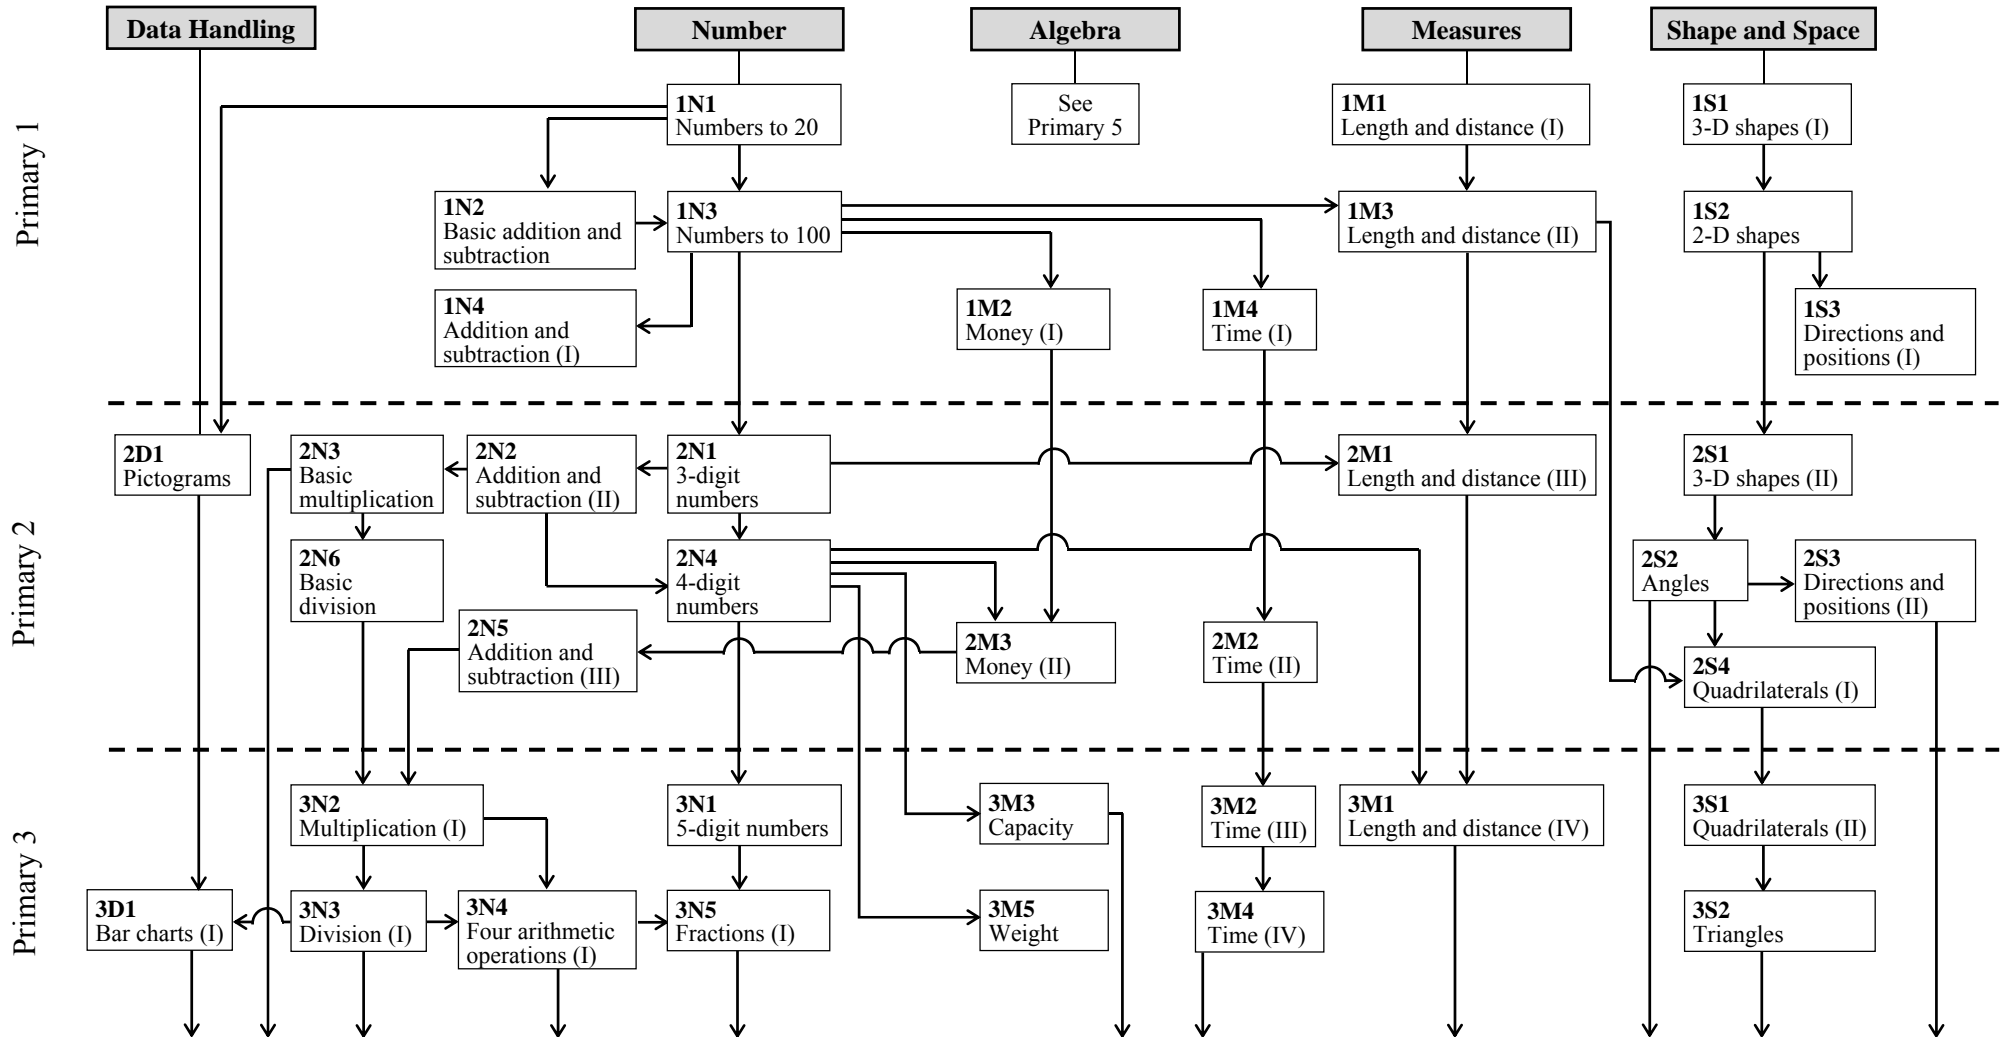 Data Handling
Number
Algebra
Measures
Shape and Space
Primary 1
1N1
Numbers to 20
See
Primary 5
1M1
Length and distance (I)
1S1
3-D shapes (I)
1N2
Basic addition and
subtraction
1N3
Numbers to 100
1M3
Length and distance (II)
1S2
2-D shapes
1N4
Addition and
subtraction (I)
1M2
Money (I)
1M4
Time (I)
1S3
Directions and
positions (I)
Primary 2
2D1
Pictograms
2N3
Basic
multiplication
2N2
Addition and
subtraction (II)
2N1
3-digit
numbers
2M1
Length and distance (III)
2S1
3-D shapes (II)
2N6
Basic
division
2N4
4-digit
numbers
2S2
Angles
2S3
Directions and
positions (II)
2N5
Addition and
subtraction (III)
2M3
Money (II)
2M2
Time (II)
2S4
Quadrilaterals (I)
Primary 3
3N2
Multiplication (I)
3N1
5-digit numbers
3M3
Capacity
3M2
Time (III)
3M1
Length and distance (IV)
3S1
Quadrilaterals (II)
3D1
Bar charts (I)
3N3
Division (I)
3N4
Four arithmetic
operations (I)
3N5
Fractions (I)
3M5
Weight
3M4
Time (IV)
3S2
Triangles